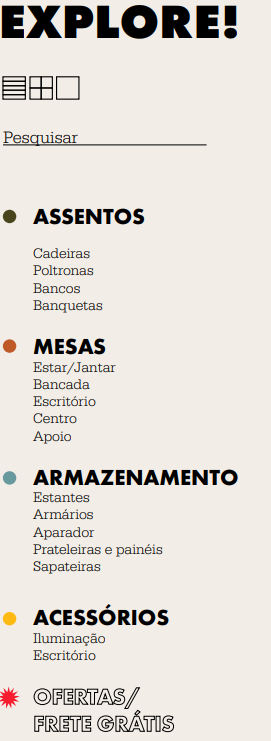 EXPLORE!
Pesquisar
ASSENTOS
Cadeiras
Poltronas
Bancos
Banquetas
MESAS
Estar/Jantar
Bancada
Escritório
Centro
Apoio
ARMAZENAMENTO
Estantes
Armários
Aparador
Prateleiras e painéis
Sapateiras
ACESSÓRIOS
Iluminação
Escritório
OFERTAS/
FRETE GRÁTIS